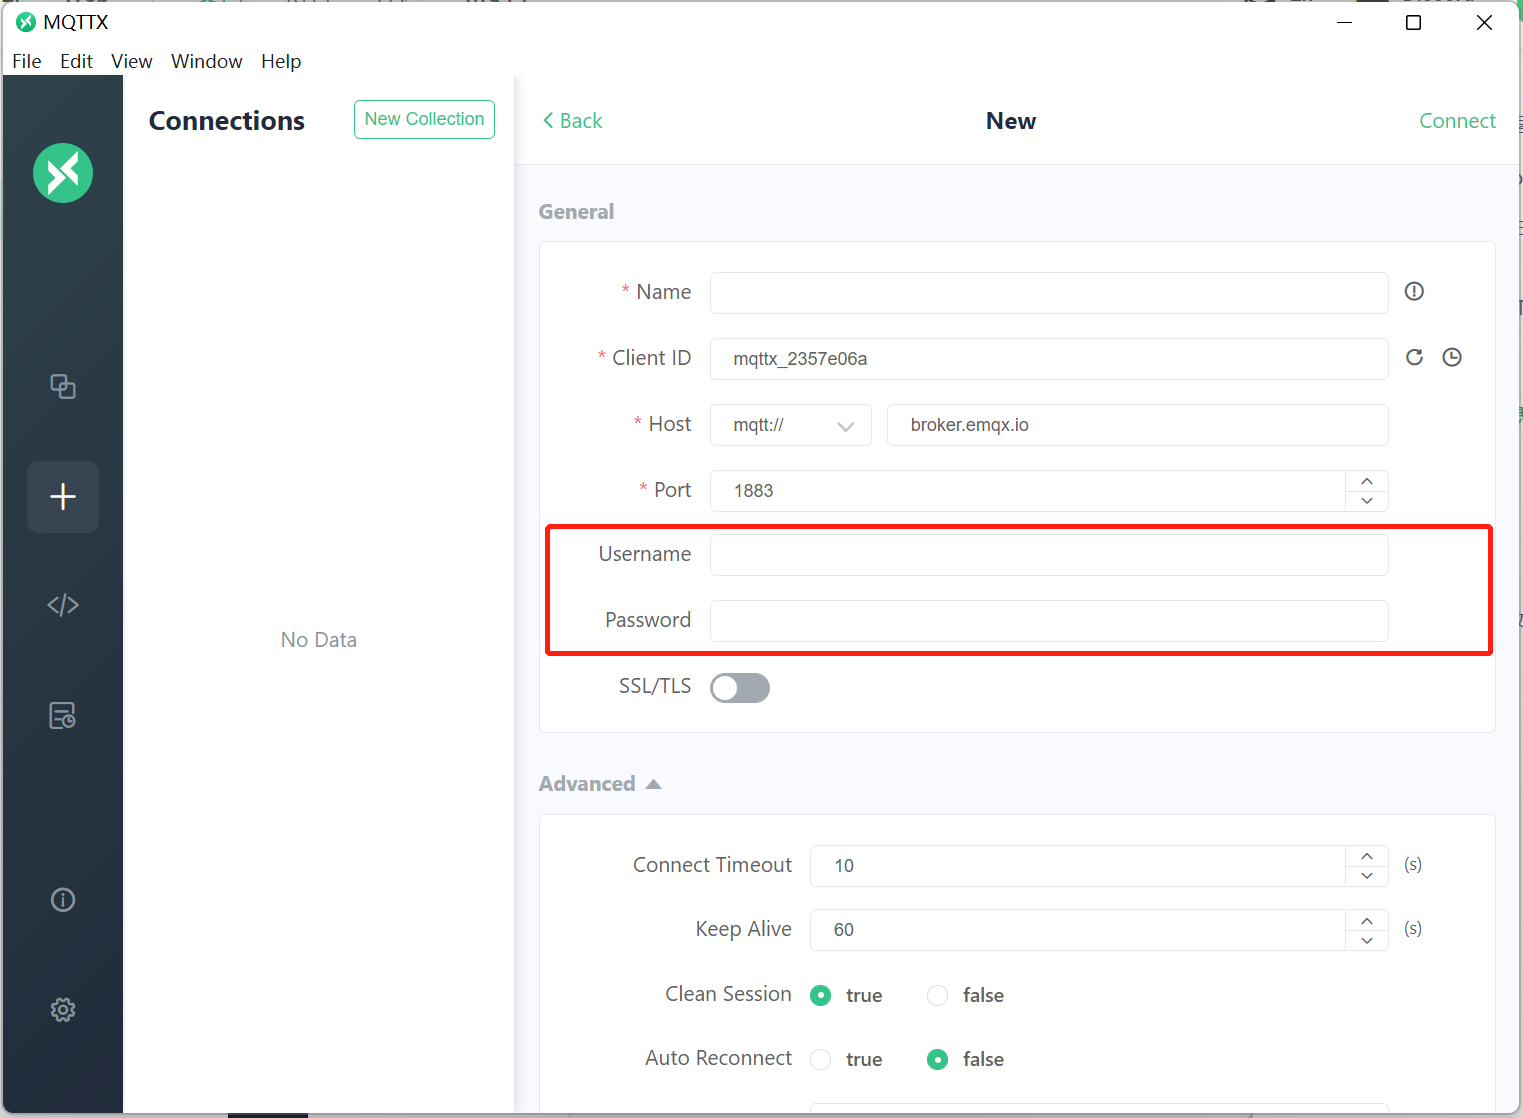 MQTTX
File Edit View Window Help
Connections
New Collection
Back
New
Connect
General
* Name
* Client ID
mqttx_2357e06a
* Host
mqtt://
broker.emqx.io
* Port
1883
Username
Password
No Data
SSL/TLS
Advanced
Connect Timeout
10
(s)
Keep Alive
60
(s)
Clean Session
true
false
Auto Reconnect
true
false